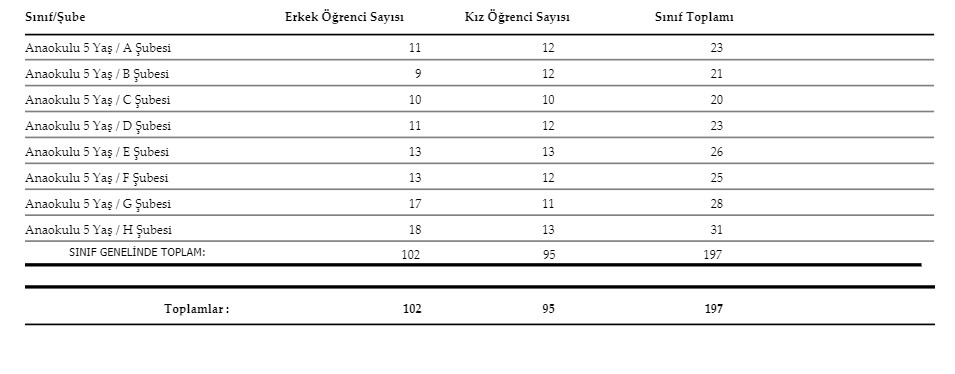 Sınıf/Şube Erkek Öğrenci Sayısı Kız Öğrenci Sayısı Sınıf Toplamı
Anaokulu 5 Yaş / A Şubesi 11 12 23
Anaokulu 5 Yaş / B Şubesi 9 12 21
Anaokulu 5 Yaş / C Şubesi 10 10 20
Anaokulu 5 Yaş / D Şubesi 11 12 23
Anaokulu 5 Yaş / E Şubesi 13 13 26
Anaokulu 5 Yaş / F Şubesi 13 12 25
Anaokulu 5 Yaş / G Şubesi 17 11 28
Anaokulu 5 Yaş / H Şubesi 18 13 31
SINIF GENELİNDE TOPLAM: 102 95 197
Toplamlar : 102 95 197